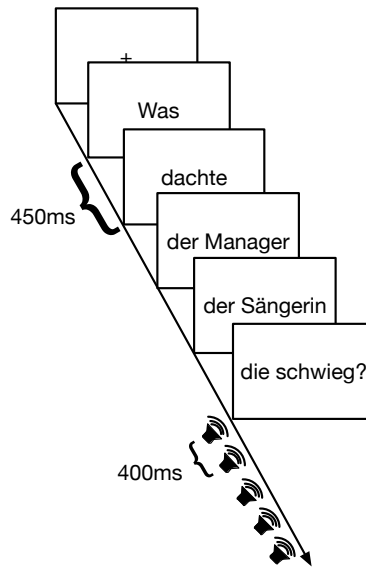 +
Was
dachte
450ms
der Manager
der Sängerin
die schwieg?
400ms